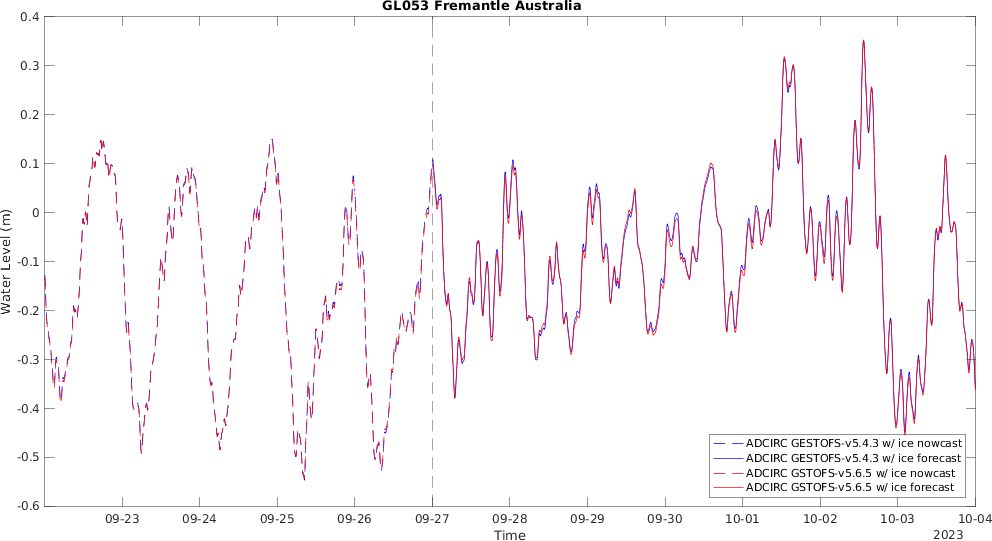 GL053 Fremantle Australia
0.4
0.3
0.2
0.1
0
-0.1
-0.2
-0.3
-0.4
-0.5
-0.6
Water Level (m)
ADCIRC GESTOFS-v5.4.3 w/ ice nowcast
ADCIRC GESTOFS-v5.4.3 w/ ice forecast
ADCIRC GSTOFS-v5.6.5 w/ ice nowcast
ADCIRC GSTOFS-v5.6.5 w/ ice forecast
09-23 09-24 09-25 09-26 09-27 09-28 09-29 09-30 10-01 10-02 10-03 10-04
Time
2023